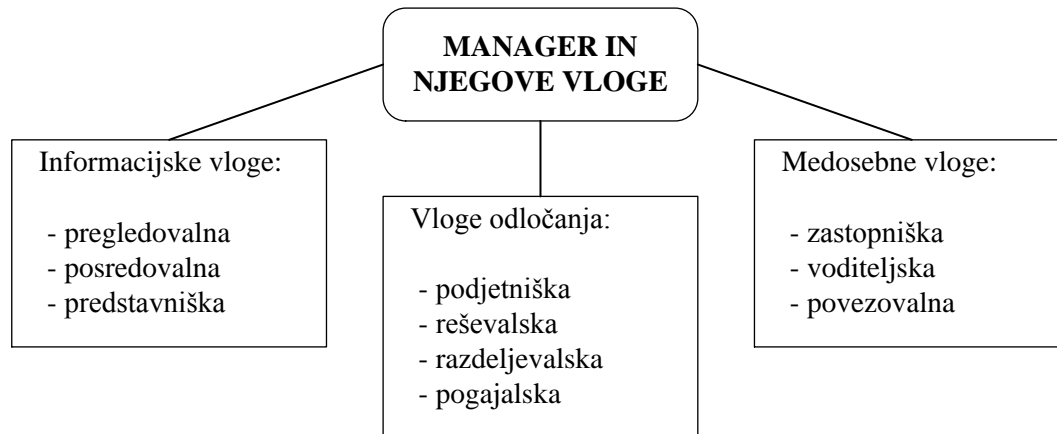 MANAGER IN
NJEGOVE VLOGE
Informacijske vloge:
- pregledovalna
- posredovalna
- predstavniška
Vloge odločanja:
- podjetniška
- reševalska
- razdeljevalska
- pogajalska
Medosebne vloge:
- zastopniška
- voditeljska
- povezovalna